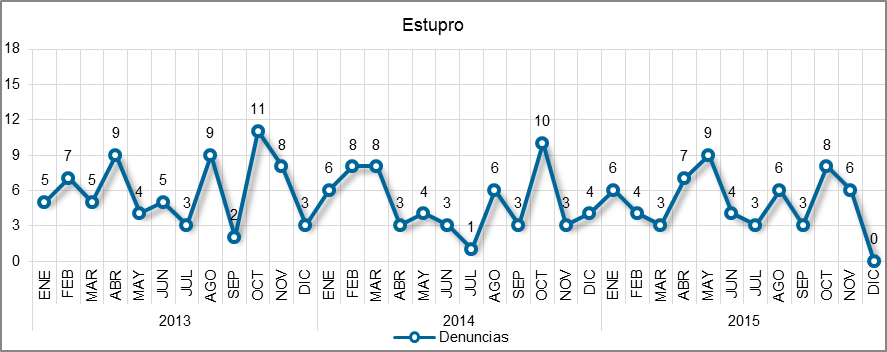 Estupro
18
15
12
9
6
3
0
5 7 5 9 4 5 3 9 2 11 8 3 6 8 8 3 4 3 1 6 3 10 3 4 6 4 3 7 9 4 3 6 3 8 6 0
ENE FEB MAR ABR MAY JUN JUL AGO SEP OCT NOV DIC ENE FEB MAR ABR MAY JUN JUL AGO SEP OCT NOV DIC ENE FEB MAR ABR MAY JUN JUL AGO SEP OCT NOV DIC
2013 2014 2015
Denuncias